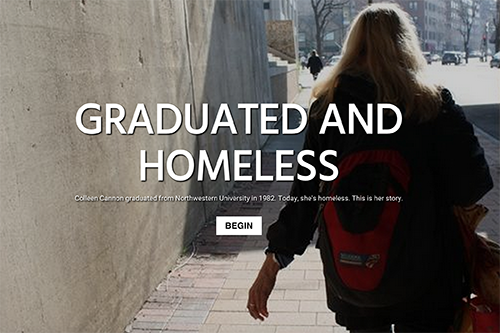 GRADUATED AND
HOMELESS
Colleen Cannon graduated from Northwestern University in 1982. Today, she's homeless. This is her story.
BEGIN